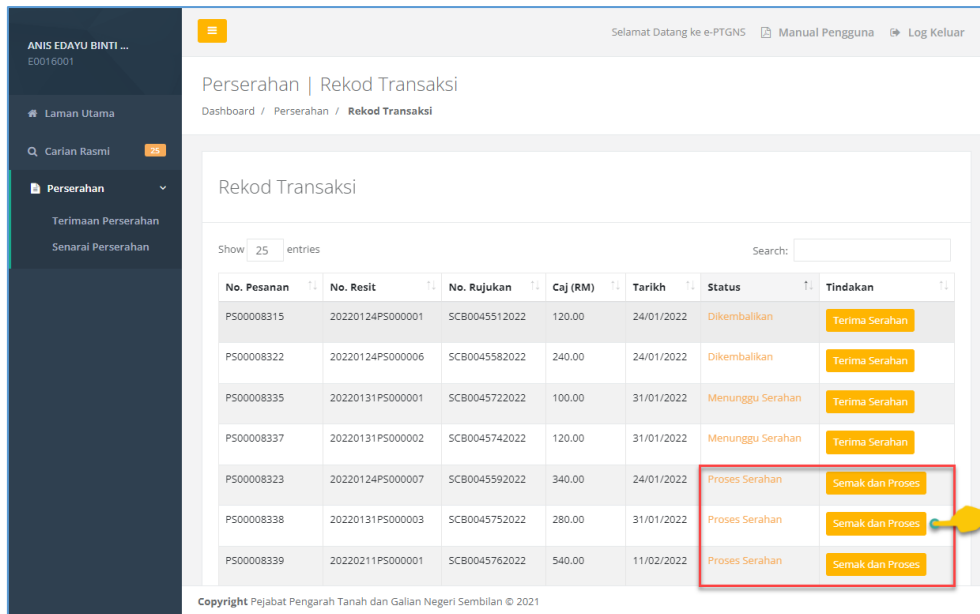 ANIS EDAYU BINTI ...
E0016001
Laman Utama
Carian Rasmi 25
Perserahan
Terimaan Perserahan
Senarai Perserahan
Selamat Datang ke e-PTGNS Manual Pengguna Log Keluar
Perserahan | Rekod Transaksi
Dashboard / Perserahan / Rekod Transaksi
Rekod Transaksi
Show 25 entries Search:
No. Pesanan No. Resit No. Rujukan Caj (RM) Tarikh Status Tindakan
PS00008315 20220124PS000001 SCB0045512022 120.00 24/01/2022 Dikembalikan Terima Serahan
PS00008322 20220124PS000006 SCB0045582022 240.00 24/01/2022 Dikembalikan Terima Serahan
PS00008335 20220131PS000001 SCB0045722022 100.00 31/01/2022 Menunggu Serahan Terima Serahan
PS00008337 20220131PS000002 SCB0045742022 120.00 31/01/2022 Menunggu Serahan Terima Serahan
PS00008323 20220124PS000007 SCB0045592022 340.00 24/01/2022 Proses Serahan Semak dan Proses
PS00008338 20220131PS000003 SCB0045752022 280.00 31/01/2022 Proses Serahan Semak dan Proses
PS00008339 20220211PS000001 SCB0045762022 540.00 11/02/2022 Proses Serahan Semak dan Proses
Copyright Pejabat Pengarah Tanah dan Galian Negeri Sembilan © 2021